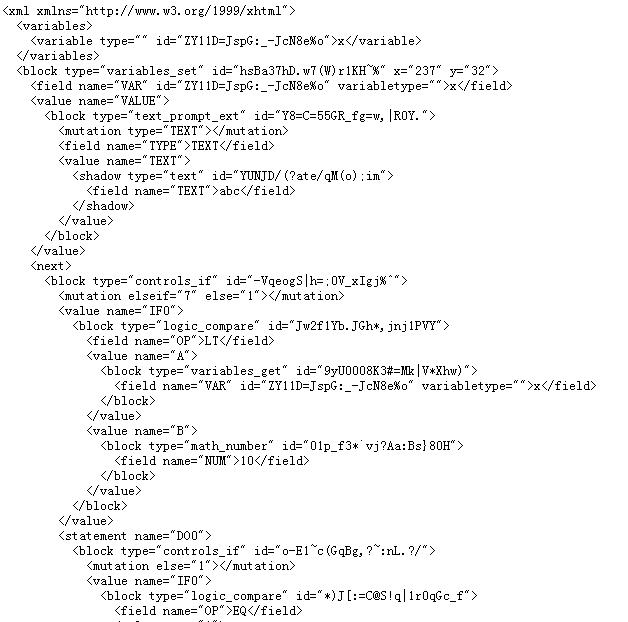 <xml xmlns="http://www.w3.org/1999/xhtml">
<variables>
<variable type="" id="ZY11D=JspG:_-JcN8e%o">x</variable>
</variables>
<block type="variables_set" id="hsBa37hD.w7(W)r1KH~%" x="237" y="32">
<field name="VAR" id="ZY11D=JspG:_-JcN8e%o" variabletype="">x</field>
<value name="VALUE">
<block type="text_prompt_ext" id="Y8=C=55GR_fg=w,|ROY.">
<mutation type="TEXT"></mutation>
<field name="TYPE">TEXT</field>
<value name="TEXT">
<shadow type="text" id="YUNJD/(?ate/qM(o);im">
<field name="TEXT">abc</field>
</shadow>
</value>
</block>
</value>
<next>
<block type="controls_if" id="-VqeogS|h=;OV_xIgj%^">
<mutation elseif="7" else="1"></mutation>
<value name="IF0">
<block type="logic_compare" id="Jw2f1Yb.JGh*,jnj1PVY">
<field name="OP">LT</field>
<value name="A">
<block type="variables_get" id="9yU0008K3#=Mk|V*Xhw)">
<field name="VAR" id="ZY11D=JspG:_-JcN8e%o" variabletype="">x</field>
</block>
</value>
<value name="B">
<block type="math_number" id="01p_f3*`vj?Aa:Bs}80H">
<field name="NUM">10</field>
</block>
</value>
</block>
</value>
<statement name="DO0">
<block type="controls_if" id="o-E1~c(GqBg,?~:nL.?/">
<mutation else="1"></mutation>
<value name="IF0">
<block type="logic_compare" id="*)J[:=C@S!q|1r0qGc_f">
<field name="OP">EQ</field>